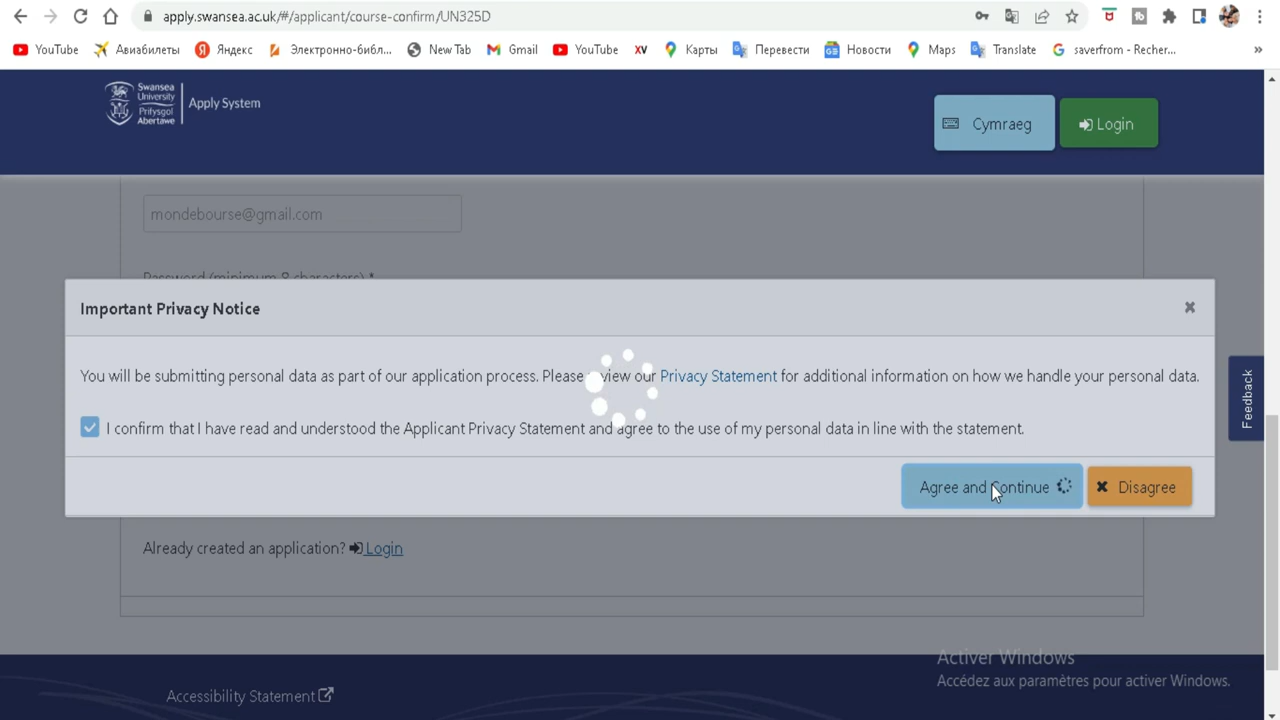 apply.swansea.ac.uk/#/applicant/course-confirm/UN325D
YouTube Авиабилеты Яндекс Электронно-библ... New Tab Gmail YouTube XV Карты Перевести Новости Maps Translate saverfrom - Recher... »
Swansea
University
Prifysgol
Abertawe
Apply System
Cymraeg
Login
mondebourse@gmail.com
Password (minimum 8 characters) *
Important Privacy Notice
You will be submitting personal data as part of our application process. Please our Privacy Statement for additional information on how we handle your personal data.
I confirm that I have read and understood the Applicant Privacy Statement and agree to the use of my personal data in line with the statement.
Agree and Continue
Disagree
Feedback
Already created an application? Login
Activer Windows
Accédez aux paramètres pour activer Windows.
Accessibility Statement